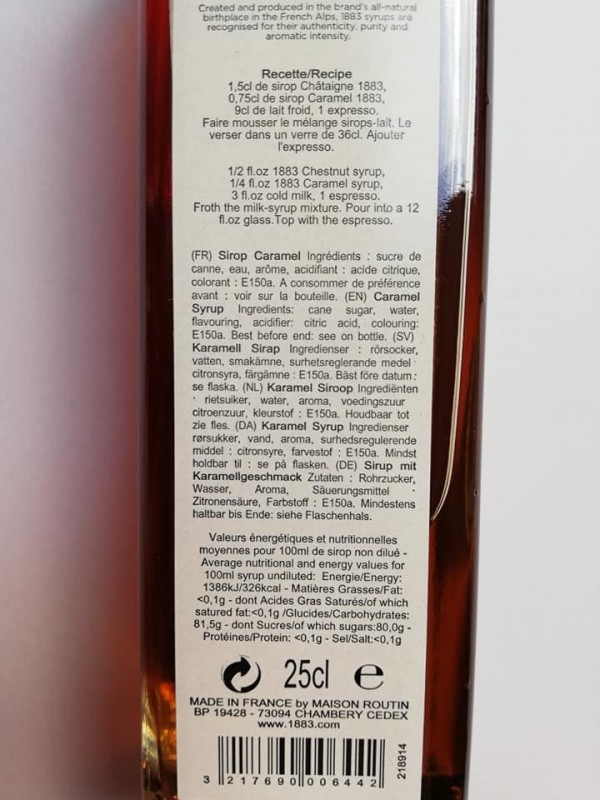 Created and produced in the brand's all-natural
birthplace in the French Alps, 1883 syrups are
recognised for their authenticity, purity and
aromatic intensity.
Recette/Recipe
1,5cl de sirop Châtaigne 1883,
0,75cl de sirop Caramel 1883,
9cl de lait froid, 1 expresso.
Faire mousser le mélange sirops-lait. Le
verser dans un verre de 36cl. Ajouter
l'expresso.
1/2 fl.oz 1883 Chestnut syrup,
1/4 fl.oz 1883 Caramel syrup,
3 fl.oz cold milk, 1 espresso.
Froth the milk-syrup mixture. Pour into a 12
fl.oz glass.Top with the espresso.
(FR) Sirop Caramel Ingrédients : sucre de
canne, eau, arôme, acidifiant : acide citrique,
colorant : E150a. A consommer de préférence
avant : voir sur la bouteille. (EN) Caramel
Syrup Ingredients: cane sugar, water,
flavouring, acidifier: citric acid, colouring:
E150a. Best before end: see on bottle. (SV)
Karamell Sirap Ingredienser : rörsocker,
vatten, smakämne, surhetsreglerande medel :
citronsyra, färgämne : E150a. Bäst före datum :
se flaska. (NL) Karamel Siroop Ingrediënten
: rietsuiker, water, aroma, voedingszuur
citroenzuur, kleurstof : E150a. Houdbaar tot
zie fles. (DA) Karamel Syrup Ingredienser
rørsukker, vand, aroma, surhedsregulerende
middel : citronsyre, farvestof : E150a. Mindst
holdbar til : se på flasken. (DE) Sirup mit
Karamellgeschmack Zutaten : Rohrzucker,
Wasser, Aroma, Säuerungsmittel :
Zitronensäure, Farbstoff : E150a. Mindestens
haltbar bis Ende: siehe Flaschenhals.
Valeurs énergétiques et nutritionnelles
moyennes pour 100ml de sirop non dilué -
Average nutritional and energy values for
100ml syrup undiluted: Energie/Energy:
1386kJ/326kcal - Matières Grasses/Fat:
<0,1g - dont Acides Gras Saturés/of which
satured fat:<0,1g /Glucides/Carbohydrates:
81,5g - dont Sucres/of which sugars:80,0g -
Protéines/Protein: <0,1g - Sel/Salt:<0,1g
25cl e
MADE IN FRANCE by MAISON ROUTIN
BP 19428 - 73094 CHAMBERY CEDEX
www.1883.com
3 217690 006442
218914